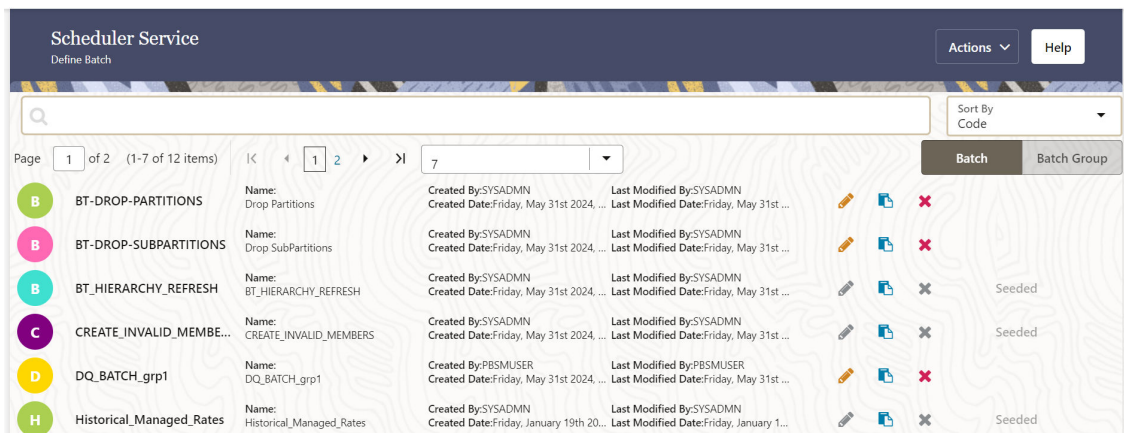 Scheduler Service
Define Batch
Actions
Help
Sort By
Code
Page 1 of 2 (1-7 of 12 items) 1 2 7
Batch Batch Group
B BT-DROP-PARTITIONS Name: Drop Partitions Created By:SYSADMN Created Date:Friday, May 31st 2024, ... Last Modified By:SYSADMN Last Modified Date:Friday, May 31st ...
B BT-DROP-SUBPARTITIONS Name: Drop SubPartitions Created By:SYSADMN Created Date:Friday, May 31st 2024, ... Last Modified By:SYSADMN Last Modified Date:Friday, May 31st ...
B BT_HIERARCHY_REFRESH Name: BT_HIERARCHY_REFRESH Created By:SYSADMN Created Date:Friday, May 31st 2024, ... Last Modified By:SYSADMN Last Modified Date:Friday, May 31st ... Seeded
C CREATE_INVALID_MEMBE... Name: CREATE_INVALID_MEMBERS Created By:SYSADMN Created Date:Friday, May 31st 2024, ... Last Modified By:SYSADMN Last Modified Date:Friday, May 31st ... Seeded
D DQ_BATCH_grp1 Name: DQ_BATCH_grp1 Created By:PBSMUSER Created Date:Friday, May 31st 2024, ... Last Modified By:PBSMUSER Last Modified Date:Friday, May 31st ...
H Historical_Managed_Rates Name: Historical_Managed_Rates Created By:SYSADMN Created Date:Friday, January 19th 20... Last Modified By:SYSADMN Last Modified Date:Friday, January 1... Seeded